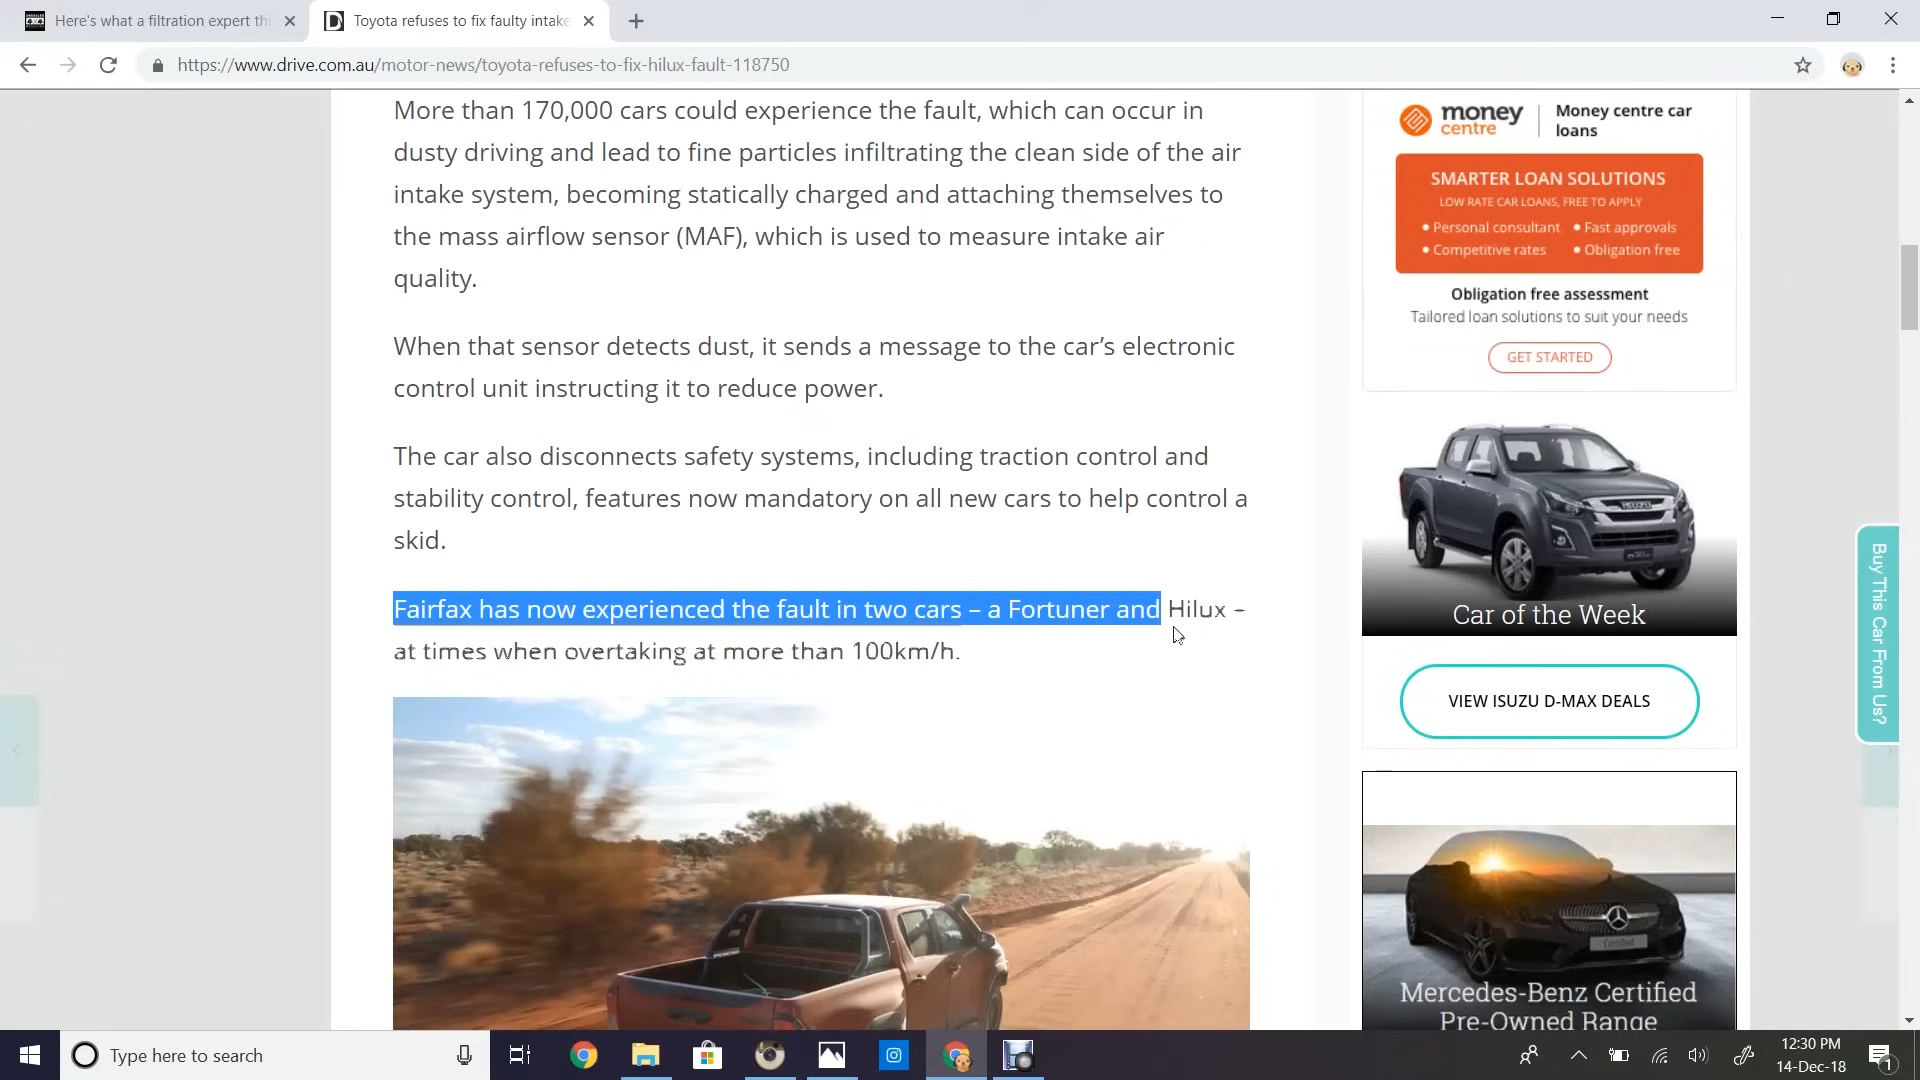 Here's what a filtration expert thi
Toyota refuses to fix faulty intake
https://www.drive.com.au/motor-news/toyota-refuses-to-fix-hilux-fault-118750
More than 170,000 cars could experience the fault, which can occur in
dusty driving and lead to fine particles infiltrating the clean side of the air
intake system, becoming statically charged and attaching themselves to
the mass airflow sensor (MAF), which is used to measure intake air
quality.
When that sensor detects dust, it sends a message to the car's electronic
control unit instructing it to reduce power.
The car also disconnects safety systems, including traction control and
stability control, features now mandatory on all new cars to help control a
skid.
Fairfax has now experienced the fault in two cars – a Fortuner and Hilux –
at times when overtaking at more than 100km/h.
money
centre
Money centre car
loans
SMARTER LOAN SOLUTIONS
LOW RATE CAR LOANS, FREE TO APPLY
• Personal consultant • Fast approvals
• Competitive rates • Obligation free
Obligation free assessment
Tailored loan solutions to suit your needs
GET STARTED
ISUZU
Car of the Week
VIEW ISUZU D-MAX DEALS
Buy This Car From Us?
Certified
Mercedes-Benz Certified
Pre-Owned Range
Type here to search
12:30 PM
14-Dec-18
1